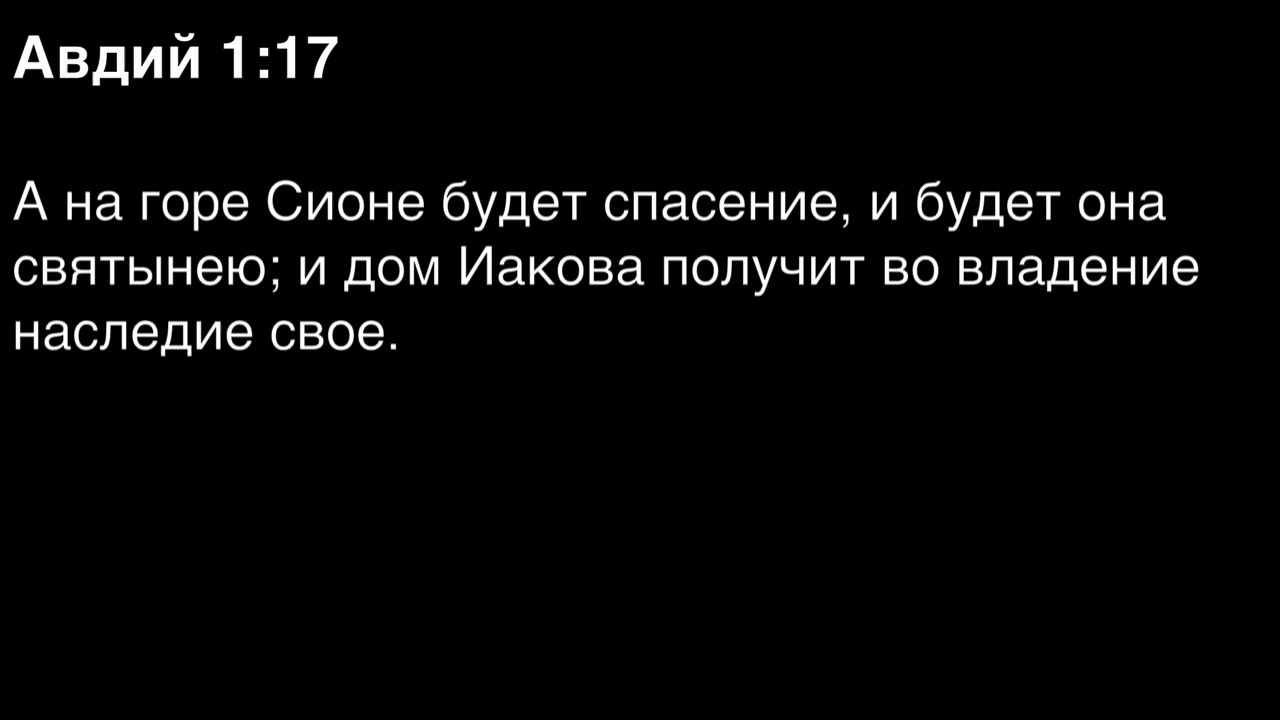 Авдий 1:17
А на горе Сионе будет спасение, и будет она
святынею; и дом Иакова получит во владение
наследие свое.